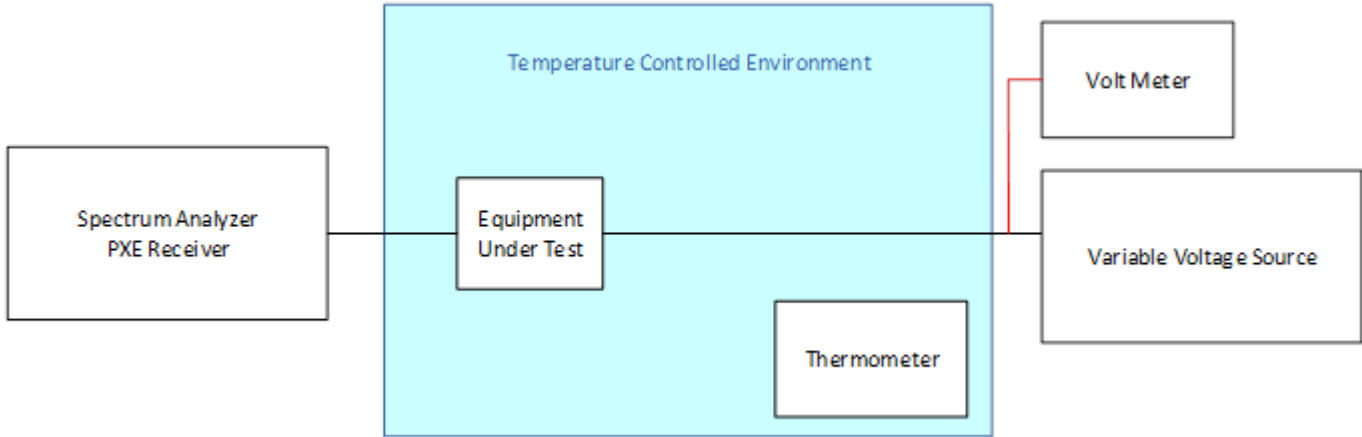 Temperature Controlled Environment
Volt Meter
Spectrum Analyzer
PXE Receiver
Equipment
Under Test
Variable Voltage Source
Thermometer